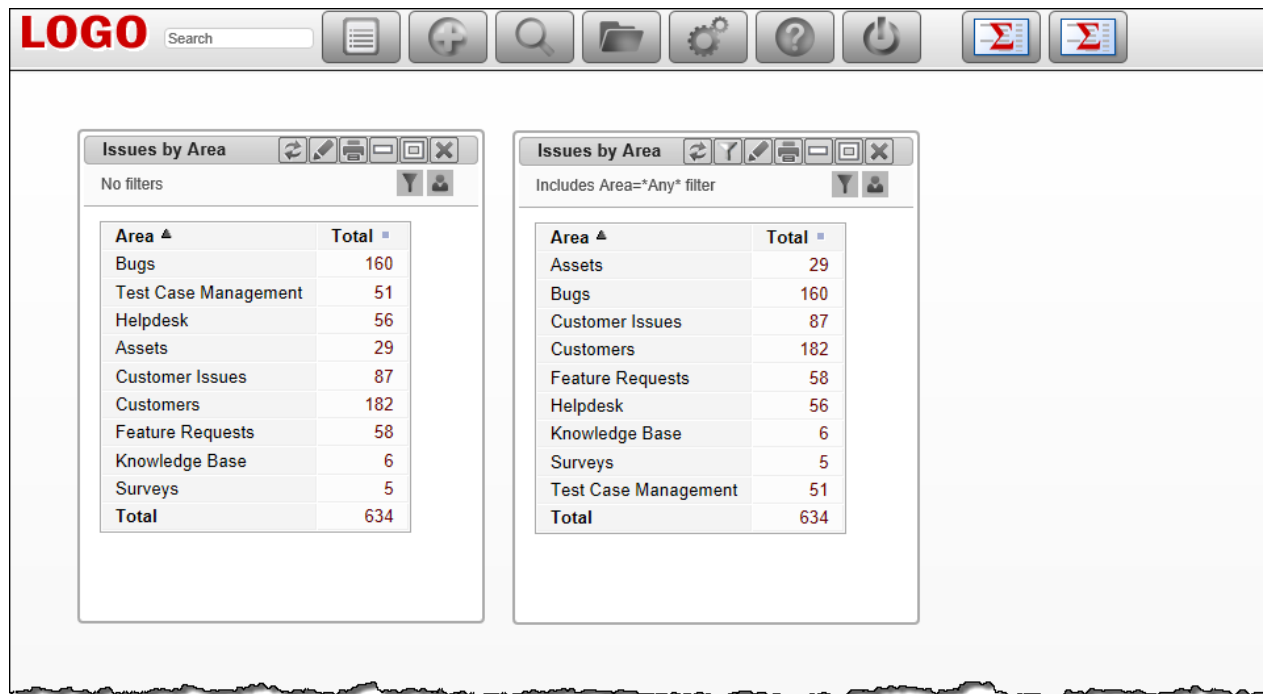 LOGO Search
Issues by Area
No filters
Area Total
Bugs 160
Test Case Management 51
Helpdesk 56
Assets 29
Customer Issues 87
Customers 182
Feature Requests 58
Knowledge Base 6
Surveys 5
Total 634
Issues by Area
Includes Area=*Any* filter
Area Total
Assets 29
Bugs 160
Customer Issues 87
Customers 182
Feature Requests 58
Helpdesk 56
Knowledge Base 6
Surveys 5
Test Case Management 51
Total 634